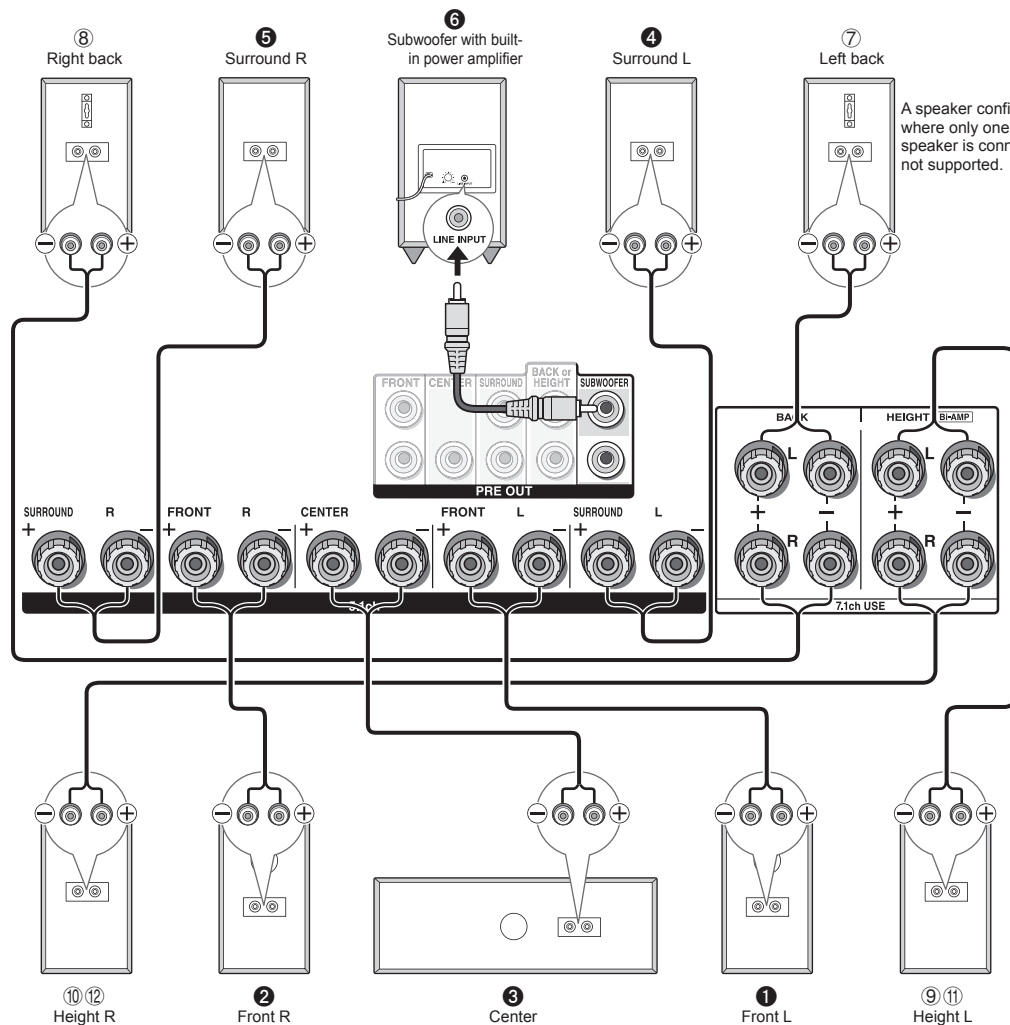 ⑧
Right back
❺
Surround R
❻
Subwoofer with built-
in power amplifier
❹
Surround L
⑦
Left back
A speaker confi
where only one
speaker is conn
not supported.
− +
− +
LINE INPUT
− +
− +
FRONT CENTER SURROUND BACK or HEIGHT SUBWOOFER
PRE OUT
BACK HEIGHT Bi-AMP
L L
+ − + −
R R
7.1ch USE
SURROUND R FRONT R CENTER FRONT L SURROUND L
+ − + − + − + − + −
− +
− +
− +
− +
− +
⑩⑫
Height R
❷
Front R
❸
Center
❶
Front L
⑨⑪
Height L